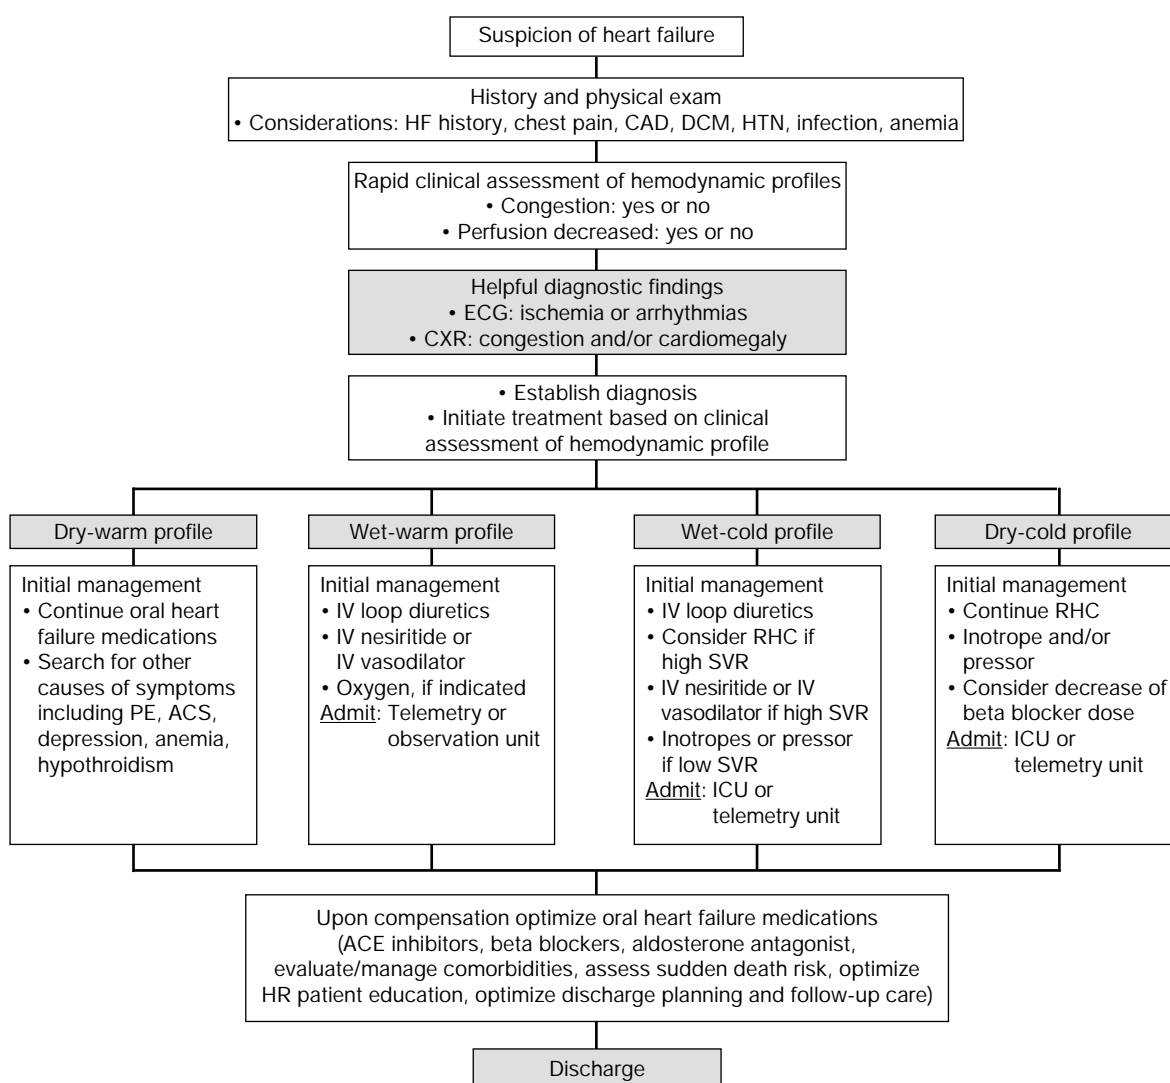 Suspicion of heart failure
History and physical exam
• Considerations: HF history, chest pain, CAD, DCM, HTN, infection, anemia
Rapid clinical assessment of hemodynamic profiles
• Congestion: yes or no
• Perfusion decreased: yes or no
Helpful diagnostic findings
• ECG: ischemia or arrhythmias
• CXR: congestion and/or cardiomegaly
• Establish diagnosis
• Initiate treatment based on clinical
assessment of hemodynamic profile
Dry-warm profile
Initial management
• Continue oral heart
failure medications
• Search for other
causes of symptoms
including PE, ACS,
depression, anemia,
hypothroidism
Wet-warm profile
Initial management
• IV loop diuretics
• IV nesiritide or
IV vasodilator
• Oxygen, if indicated
Admit: Telemetry or
observation unit
Wet-cold profile
Initial management
• IV loop diuretics
• Consider RHC if
high SVR
• IV nesiritide or IV
vasodilator if high SVR
• Inotropes or pressor
if low SVR
Admit: ICU or
telemetry unit
Dry-cold profile
Initial management
• Continue RHC
• Inotrope and/or
pressor
• Consider decrease of
beta blocker dose
Admit: ICU or
telemetry unit
Upon compensation optimize oral heart failure medications
(ACE inhibitors, beta blockers, aldosterone antagonist,
evaluate/manage comorbidities, assess sudden death risk, optimize
HR patient education, optimize discharge planning and follow-up care)
Discharge